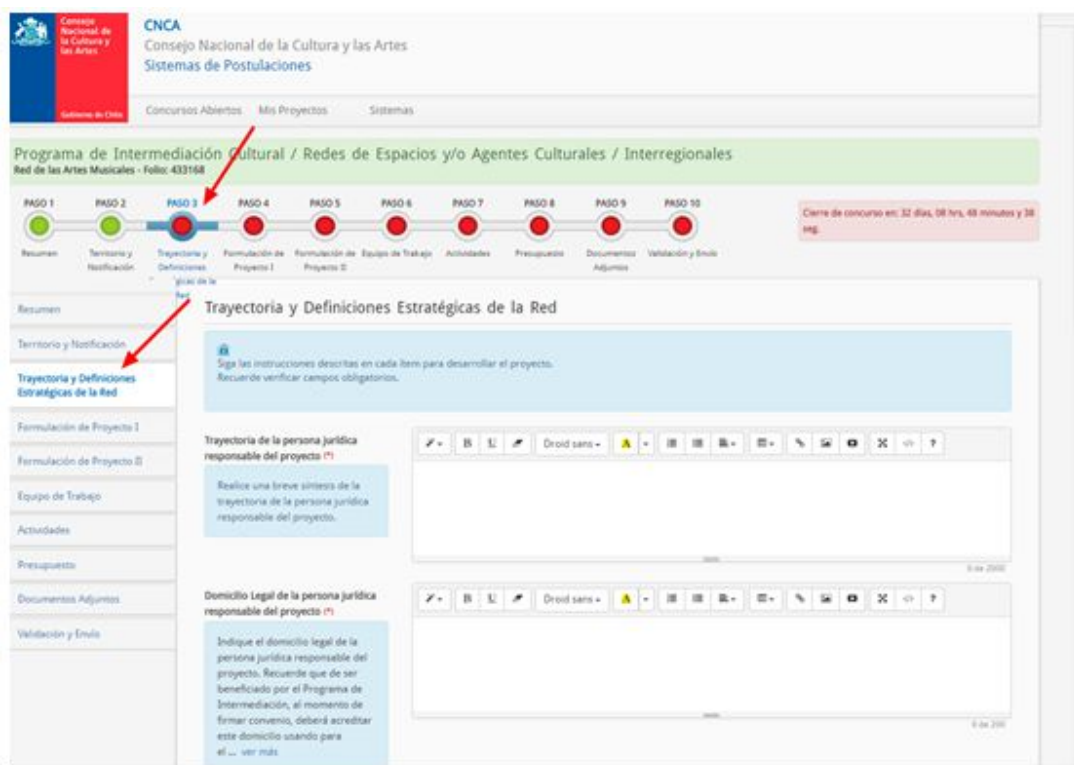 Consejo
Nacional de
la Cultura y
las Artes
Gobierno de Chile
CNCA
Consejo Nacional de la Cultura y las Artes
Sistemas de Postulaciones
Concursos Abiertos Mis Proyectos Sistemas
Programa de Intermediación Cultural / Redes de Espacios y/o Agentes Culturales / Interregionales
Red de las Artes Musicales - Folio: 433168
PASO 1 PASO 2 PASO 3 PASO 4 PASO 5 PASO 6 PASO 7 PASO 8 PASO 9 PASO 10
Resumen Territorio y Trayectoria y Formulación de Formulación de Equipo de Trabajo Actividades Presupuesto Documentos Validación y Envío
Notificación Definiciones Proyecto I Proyecto II Adjuntos
gicas de la
Red
Cierre de concurso en: 32 días, 08 hrs, 48 minutos y 38
seg.
Resumen
Territorio y Notificación
Trayectoria y Definiciones
Estratégicas de la Red
Formulación de Proyecto I
Formulación de Proyecto II
Equipo de Trabajo
Actividades
Presupuesto
Documentos Adjuntos
Validación y Envío
Trayectoria y Definiciones Estratégicas de la Red
Siga las instrucciones descritas en cada ítem para desarrollar el proyecto.
Recuerde verificar campos obligatorios.
Trayectoria de la persona jurídica
responsable del proyecto (*)
Realice una breve síntesis de la
trayectoria de la persona jurídica
responsable del proyecto.
B U Droid sans A ?
0 de 2000
Domicilio Legal de la persona jurídica
responsable del proyecto (*)
Indique el domicilio legal de la
persona jurídica responsable del
proyecto. Recuerde que de ser
beneficiado por el Programa de
Intermediación, al momento de
firmar convenio, deberá acreditar
este domicilio usando para
el ... ver más
B U Droid sans A ?
0 de 200